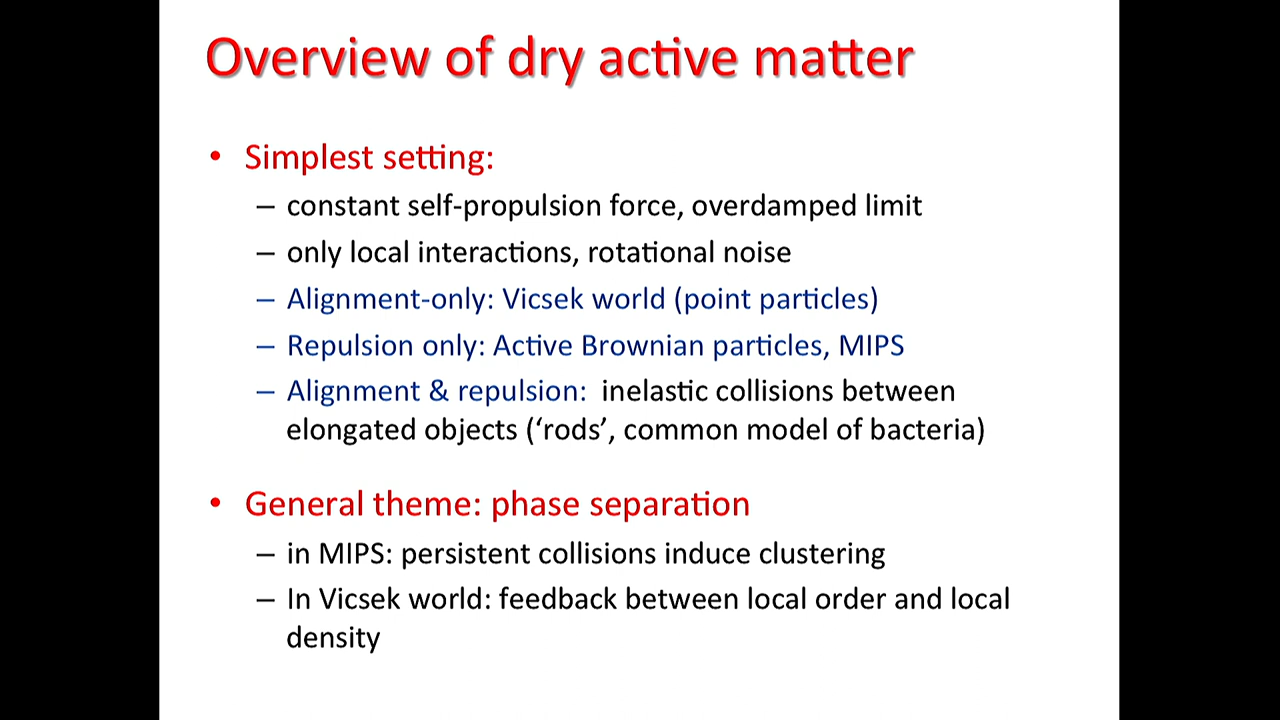 Overview of dry active matter
• Simplest setting:
– constant self-propulsion force, overdamped limit
– only local interactions, rotational noise
– Alignment-only: Vicsek world (point particles)
– Repulsion only: Active Brownian particles, MIPS
– Alignment & repulsion: inelastic collisions between
elongated objects (‘rods’, common model of bacteria)
• General theme: phase separation
– in MIPS: persistent collisions induce clustering
– In Vicsek world: feedback between local order and local
density